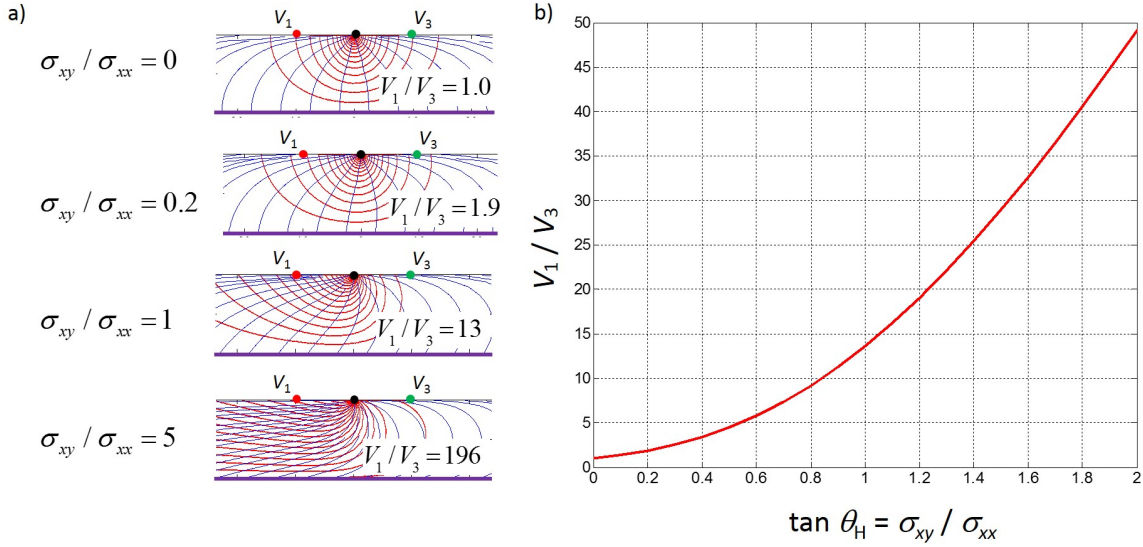 a)
V1 V3
σxy / σxx = 0
V1 / V3 = 1.0
V1 V3
σxy / σxx = 0.2
V1 / V3 = 1.9
V1 V3
σxy / σxx = 1
V1 / V3 = 13
V1 V3
σxy / σxx = 5
V1 / V3 = 196
b)
50
45
40
35
30
25
20
15
10
5
0
V1 / V3
0 0.2 0.4 0.6 0.8 1 1.2 1.4 1.6 1.8 2
tan θH = σxy / σxx